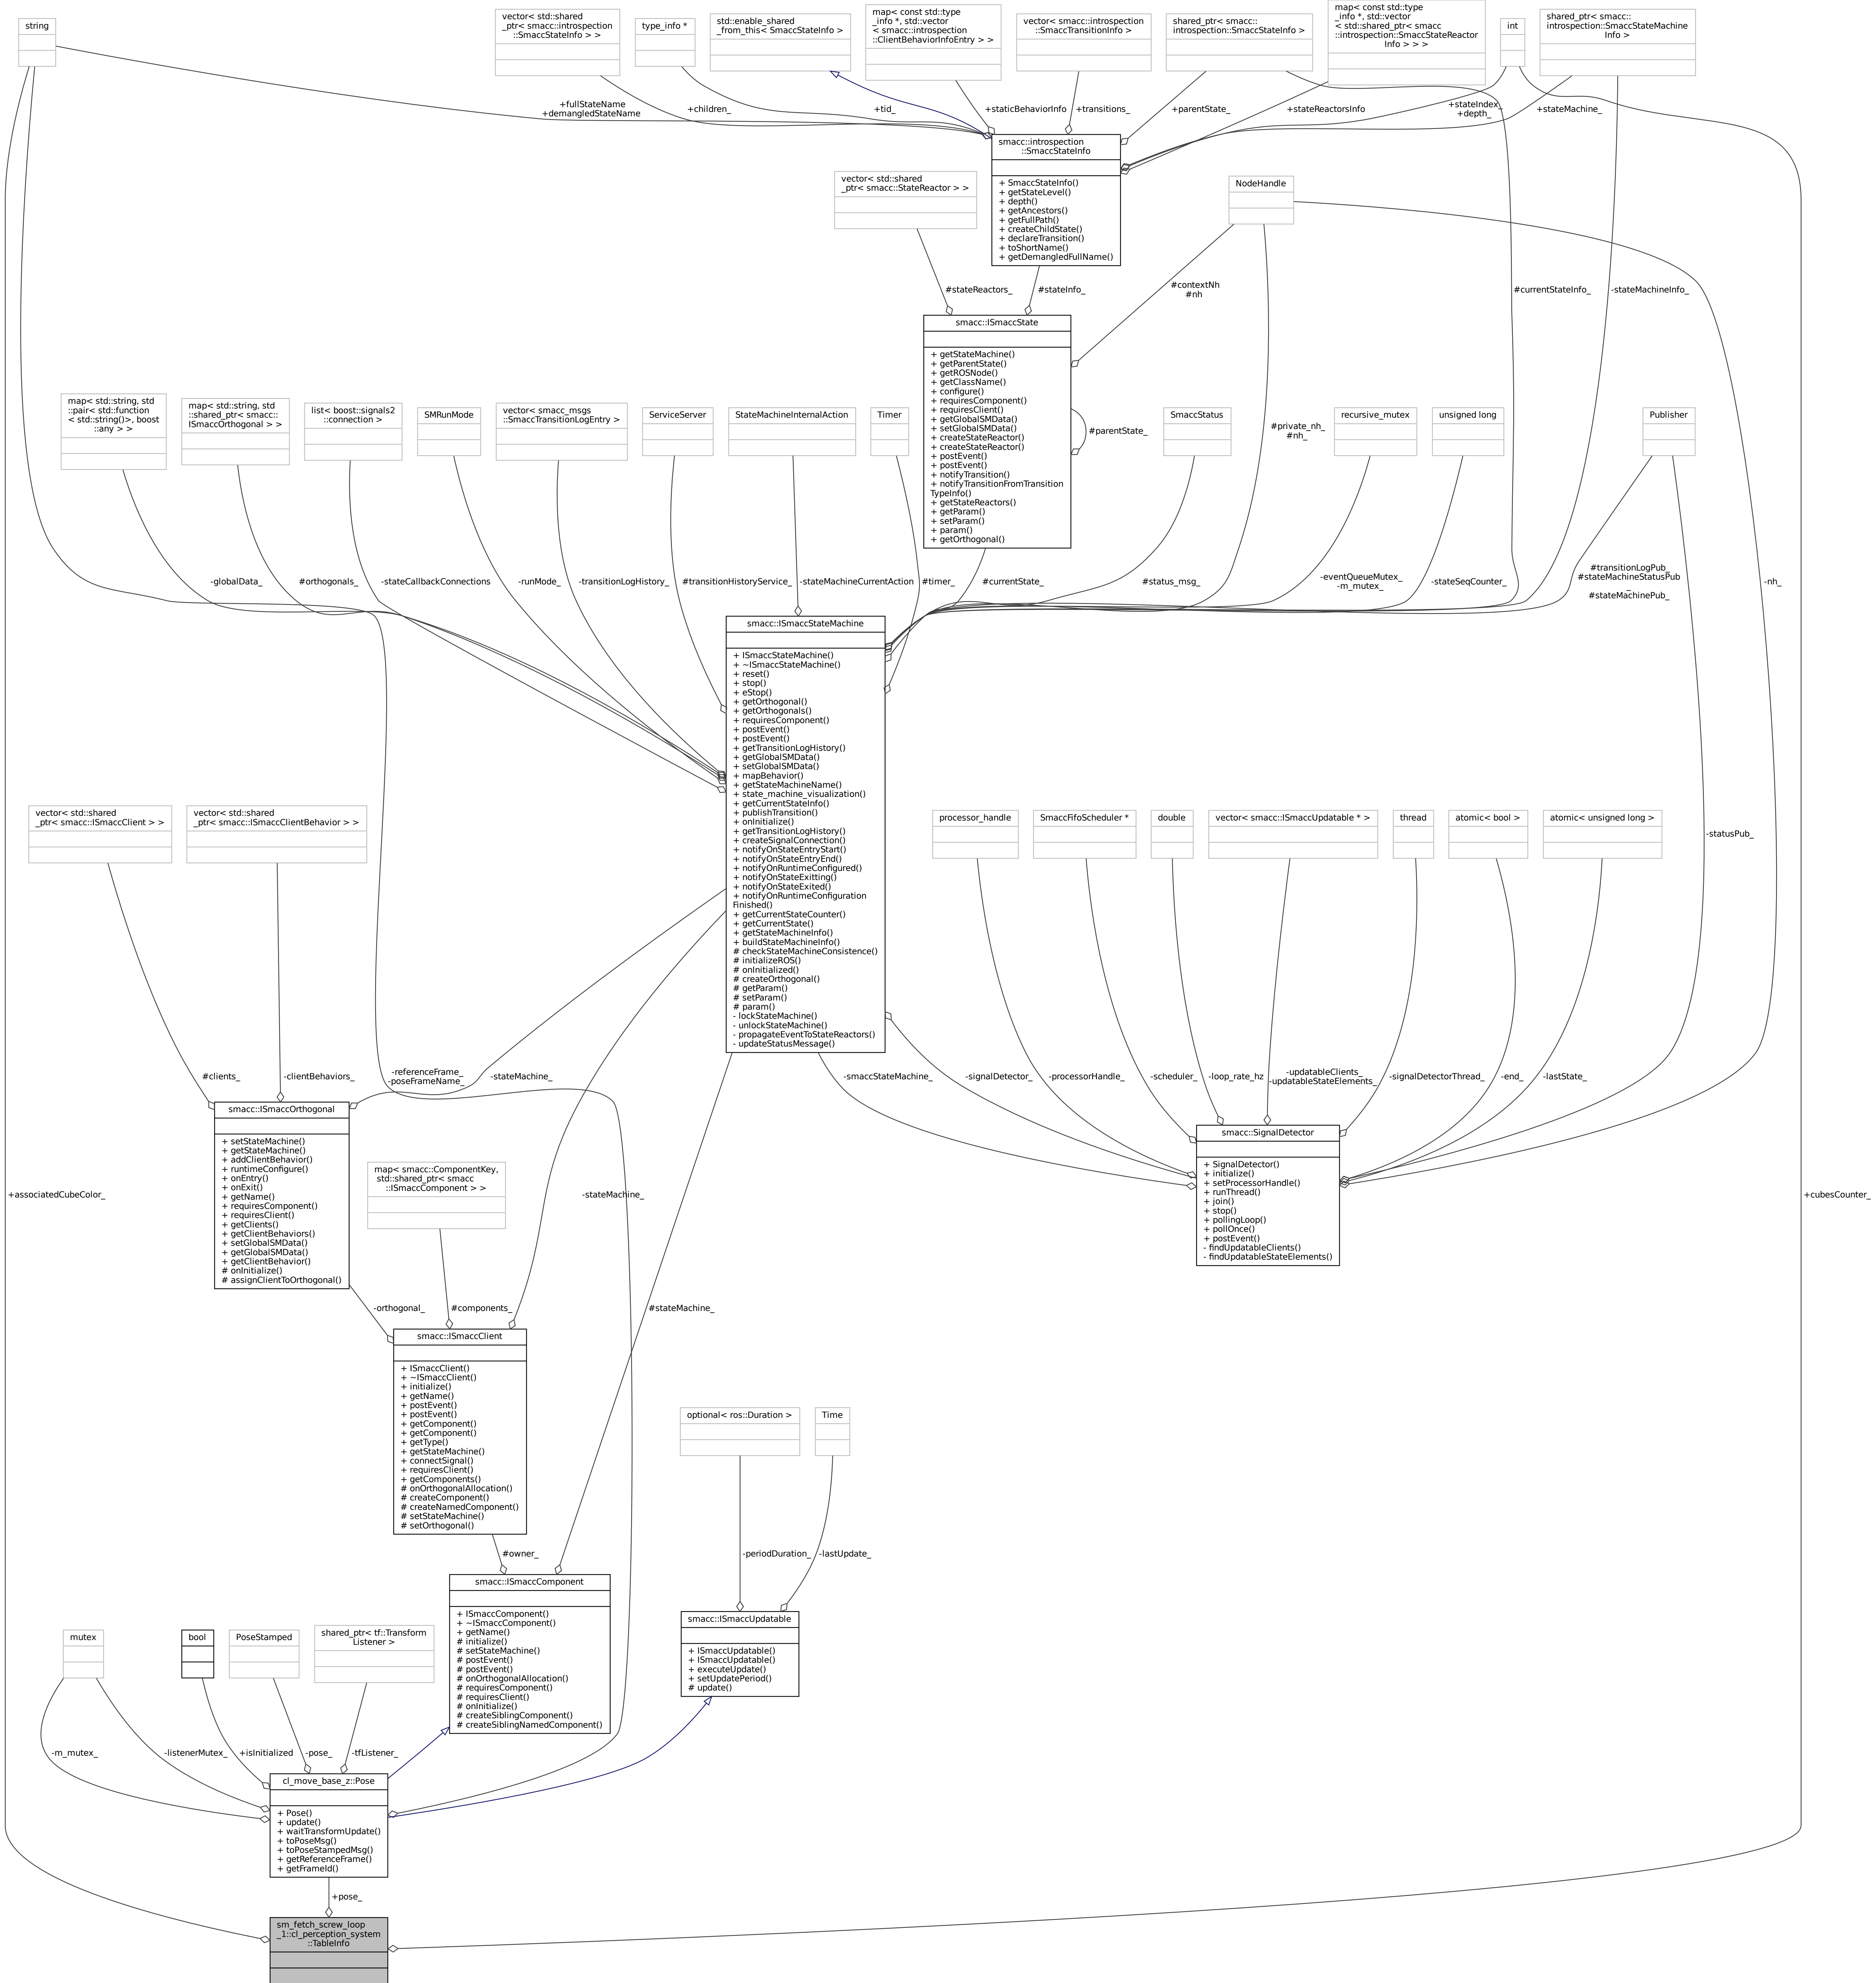 string
vector< std::shared
_ptr< smacc::introspection
::SmaccStateInfo > >
type_info *
std::enable_shared
_from_this< SmaccStateInfo >
map< const std::type
_info *, std::vector
< smacc::introspection
::ClientBehaviorInfoEntry > >
vector< smacc::introspection
::SmaccTransitionInfo >
shared_ptr< smacc::
introspection::SmaccStateInfo >
map< const std::type
_info *, std::vector
< std::shared_ptr< smacc
::introspection::SmaccStateReactor
Info > > >
int
shared_ptr< smacc::
introspection::SmaccStateMachine
Info >
+fullStateName
+demangledStateName
+children_
+tid_
+staticBehaviorInfo
+transitions_
+parentState_
+stateReactorsInfo
+stateIndex_
+depth_
+stateMachine_
smacc::introspection
::SmaccStateInfo
+ SmaccStateInfo()
+ getStateLevel()
+ depth()
+ getAncestors()
+ getFullPath()
+ createChildState()
+ declareTransition()
+ toShortName()
+ getDemangledFullName()
vector< std::shared
_ptr< smacc::StateReactor > >
NodeHandle
#stateReactors_
#stateInfo_
#contextNh
#nh
#currentStateInfo_
-stateMachineInfo_
smacc::ISmaccState
+ getStateMachine()
+ getParentState()
+ getROSNode()
+ getClassName()
+ configure()
+ requiresComponent()
+ requiresClient()
+ getGlobalSMData()
+ setGlobalSMData()
+ createStateReactor()
+ createStateReactor()
+ postEvent()
+ postEvent()
+ notifyTransition()
+ notifyTransitionFromTransition
TypeInfo()
+ getStateReactors()
+ getParam()
+ setParam()
+ param()
+ getOrthogonal()
#parentState_
#private_nh_
#nh_
map< std::string, std
::pair< std::function
< std::string()>, boost
::any > >
map< std::string, std
::shared_ptr< smacc::
ISmaccOrthogonal > >
list< boost::signals2
::connection >
SMRunMode
vector< smacc_msgs
::SmaccTransitionLogEntry >
ServiceServer
StateMachineInternalAction
Timer
SmaccStatus
recursive_mutex
unsigned long
Publisher
-globalData_
#orthogonals_
-stateCallbackConnections
-runMode_
-transitionLogHistory_
#transitionHistoryService_
-stateMachineCurrentAction
#timer_
#currentState_
#status_msg_
-eventQueueMutex_
-m_mutex_
-stateSeqCounter_
#transitionLogPub_
#stateMachineStatusPub
_
#stateMachinePub_
-nh_
smacc::ISmaccStateMachine
+ ISmaccStateMachine()
+ ~ISmaccStateMachine()
+ reset()
+ stop()
+ eStop()
+ getOrthogonal()
+ getOrthogonals()
+ requiresComponent()
+ postEvent()
+ postEvent()
+ getTransitionLogHistory()
+ getGlobalSMData()
+ setGlobalSMData()
+ mapBehavior()
+ getStateMachineName()
+ state_machine_visualization()
+ getCurrentStateInfo()
+ publishTransition()
+ onInitialize()
+ getTransitionLogHistory()
+ createSignalConnection()
+ notifyOnStateEntryStart()
+ notifyOnStateEntryEnd()
+ notifyOnRuntimeConfigured()
+ notifyOnStateExitting()
+ notifyOnStateExited()
+ notifyOnRuntimeConfiguration
Finished()
+ getCurrentStateCounter()
+ getCurrentState()
+ getStateMachineInfo()
+ buildStateMachineInfo()
# checkStateMachineConsistence()
# initializeROS()
# onInitialized()
# createOrthogonal()
# getParam()
# setParam()
# param()
- lockStateMachine()
- unlockStateMachine()
- propagateEventToStateReactors()
- updateStatusMessage()
vector< std::shared
_ptr< smacc::ISmaccClient > >
vector< std::shared
_ptr< smacc::ISmaccClientBehavior > >
processor_handle
SmaccFifoScheduler *
double
vector< smacc::ISmaccUpdatable * >
thread
atomic< bool >
atomic< unsigned long >
-statusPub_
#clients_
-clientBehaviors_
-referenceFrame_
-poseFrameName_
-stateMachine_
-smaccStateMachine_
-signalDetector_
-processorHandle_
-scheduler_
-loop_rate_hz
-updatableClients_
-updatableStateElements_
-signalDetectorThread_
-end_
-lastState_
smacc::ISmaccOrthogonal
+ setStateMachine()
+ getStateMachine()
+ addClientBehavior()
+ runtimeConfigure()
+ onEntry()
+ onExit()
+ getName()
+ requiresComponent()
+ requiresClient()
+ getClients()
+ getClientBehaviors()
+ setGlobalSMData()
+ getGlobalSMData()
+ getClientBehavior()
# onInitialize()
# assignClientToOrthogonal()
smacc::SignalDetector
+ SignalDetector()
+ initialize()
+ setProcessorHandle()
+ runThread()
+ join()
+ stop()
+ pollingLoop()
+ pollOnce()
+ postEvent()
- findUpdatableClients()
- findUpdatableStateElements()
map< smacc::ComponentKey,
std::shared_ptr< smacc
::ISmaccComponent > >
+associatedCubeColor_
-stateMachine_
+cubesCounter_
-orthogonal_
#components_
#stateMachine_
smacc::ISmaccClient
+ ISmaccClient()
+ ~ISmaccClient()
+ initialize()
+ getName()
+ postEvent()
+ postEvent()
+ getComponent()
+ getComponent()
+ getType()
+ getStateMachine()
+ connectSignal()
+ requiresClient()
+ getComponents()
# onOrthogonalAllocation()
# createComponent()
# createNamedComponent()
# setStateMachine()
# setOrthogonal()
optional< ros::Duration >
Time
#owner_
-periodDuration_
-lastUpdate_
smacc::ISmaccComponent
+ ISmaccComponent()
+ ~ISmaccComponent()
+ getName()
# initialize()
# setStateMachine()
# postEvent()
# postEvent()
# onOrthogonalAllocation()
# requiresComponent()
# requiresClient()
# onInitialize()
# createSiblingComponent()
# createSiblingNamedComponent()
smacc::ISmaccUpdatable
+ ISmaccUpdatable()
+ ISmaccUpdatable()
+ executeUpdate()
+ setUpdatePeriod()
# update()
mutex
bool
PoseStamped
shared_ptr< tf::Transform
Listener >
-m_mutex_
-listenerMutex_
+isInitialized
-pose_
-tfListener_
cl_move_base_z::Pose
+ Pose()
+ update()
+ waitTransformUpdate()
+ toPoseMsg()
+ toPoseStampedMsg()
+ getReferenceFrame()
+ getFrameId()
+pose_
sm_fetch_screw_loop
_1::cl_perception_system
::TableInfo